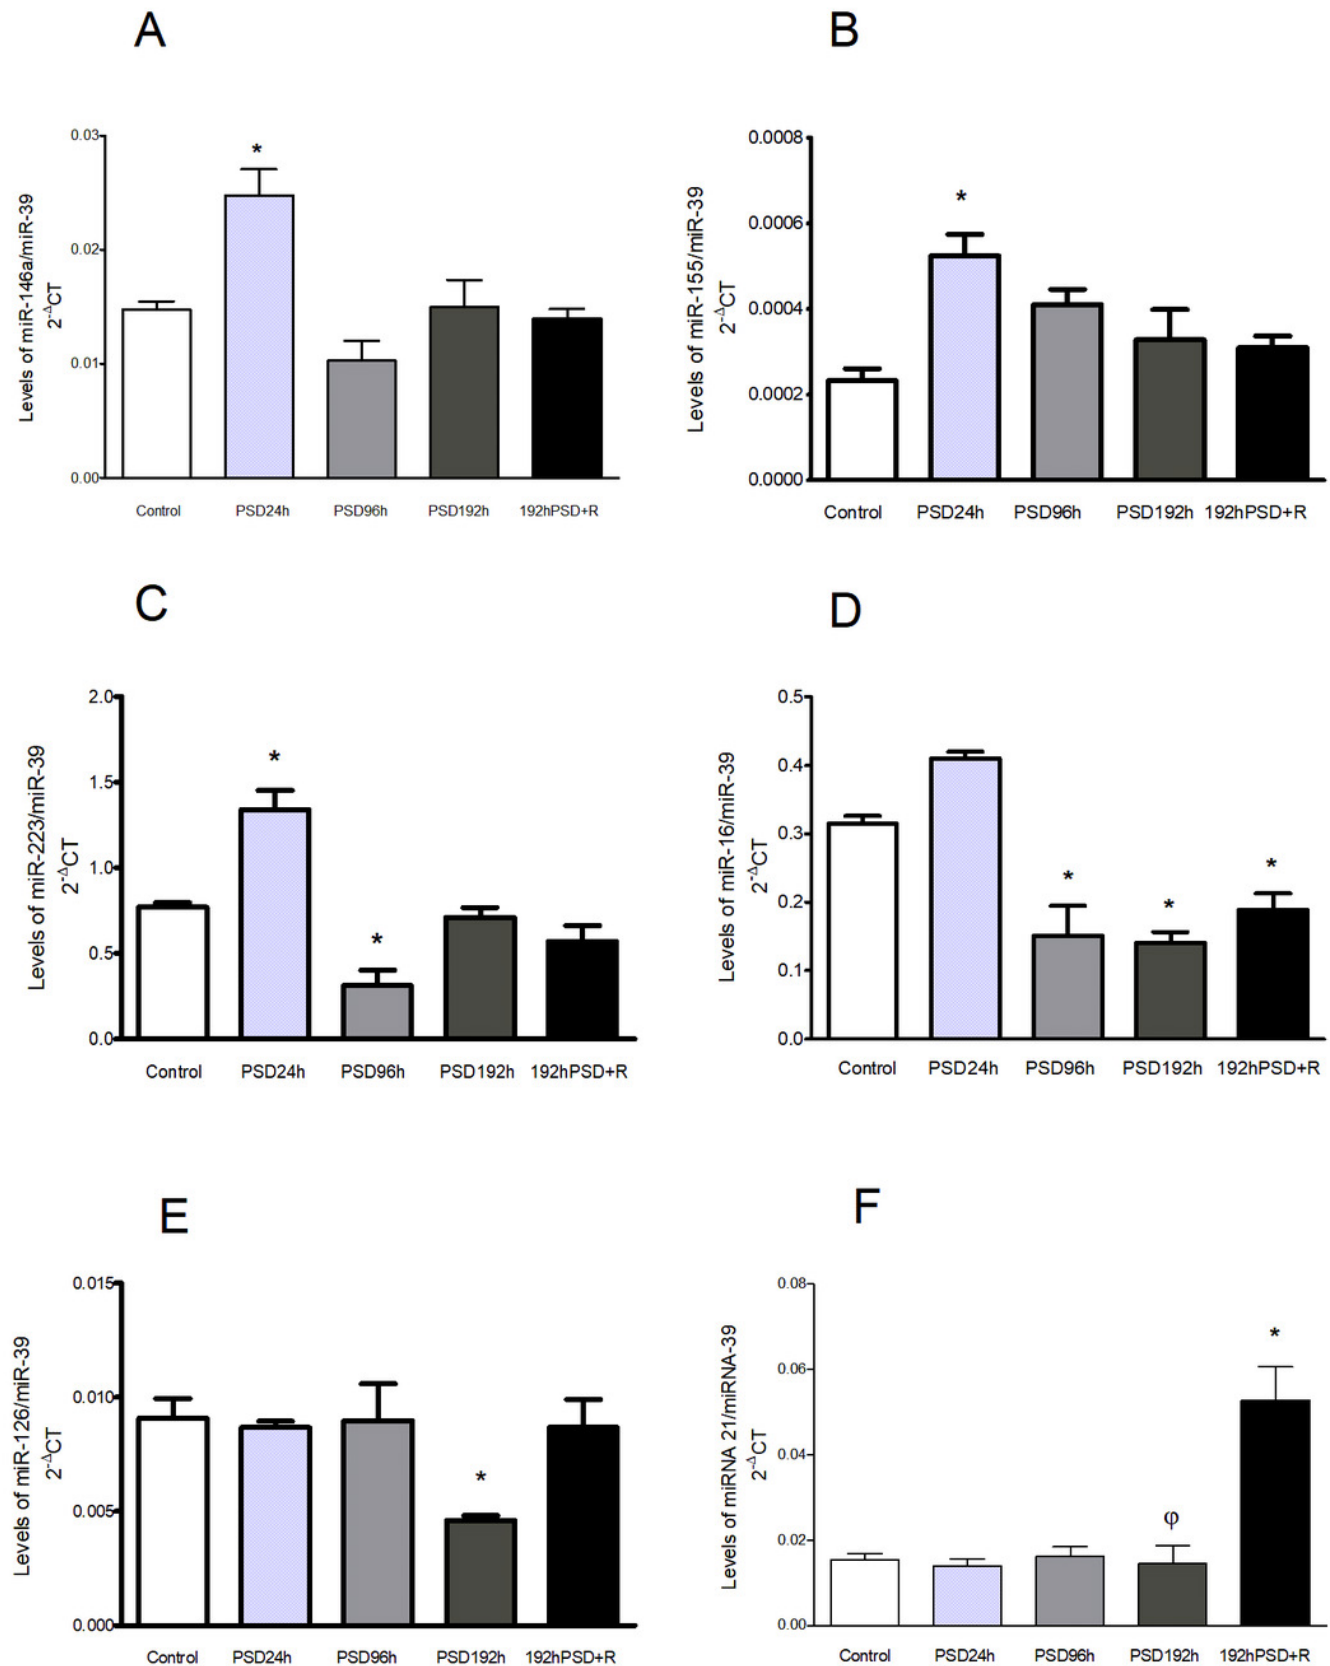 A
Levels of miR-146a/miR-39
2-ΔCT
0.03
0.02
0.01
0.00
*
Control PSD24h PSD96h PSD192h 192hPSD+R
B
Levels of miR-155/miR-39
2-ΔCT
0.0008
0.0006
0.0004
0.0002
0.0000
*
Control PSD24h PSD96h PSD192h 192hPSD+R
C
Levels of miR-223/miR-39
2-ΔCT
2.0
1.5
1.0
0.5
0.0
*
*
Control PSD24h PSD96h PSD192h 192hPSD+R
D
Levels of miR-16/miR-39
2-ΔCT
0.5
0.4
0.3
0.2
0.1
0.0
* * *
Control PSD24h PSD96h PSD192h 192hPSD+R
E
Levels of miR-126/miR-39
2-ΔCT
0.015
0.010
0.005
0.000
*
Control PSD24h PSD96h PSD192h 192hPSD+R
F
Levels of miRNA 21/miRNA-39
2-ΔCT
0.08
0.06
0.04
0.02
0.00
φ
*
Control PSD24h PSD96h PSD192h 192hPSD+R